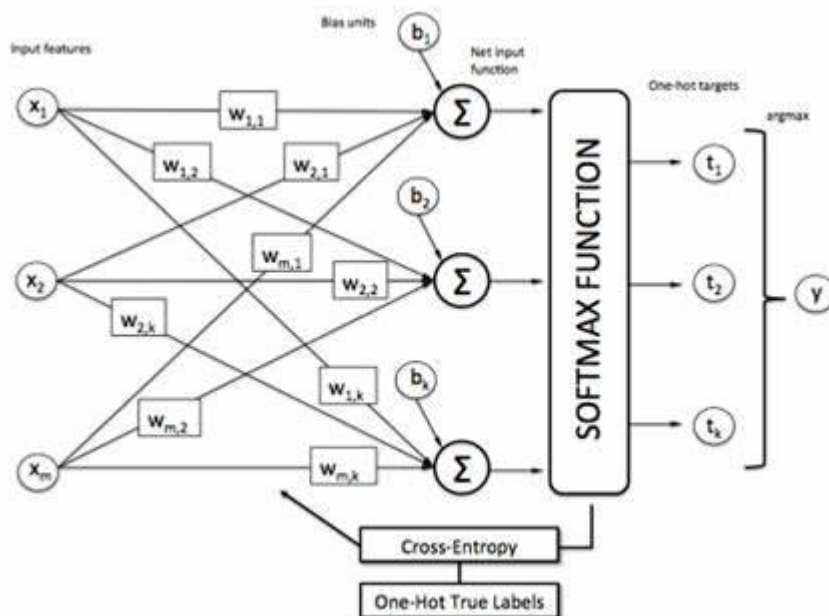 Input features
Bias units
b1
Net input
function
One-hot targets
argmax
x1
w1,1
Σ
w1,2
w2,1
t1
b2
wm,1
x2
w2,2
Σ
t2
y
w2,k
SOFTMAX FUNCTION
w1,k
bk
wm,2
tk
xm
wm,k
Σ
Cross-Entropy
One-Hot True Labels